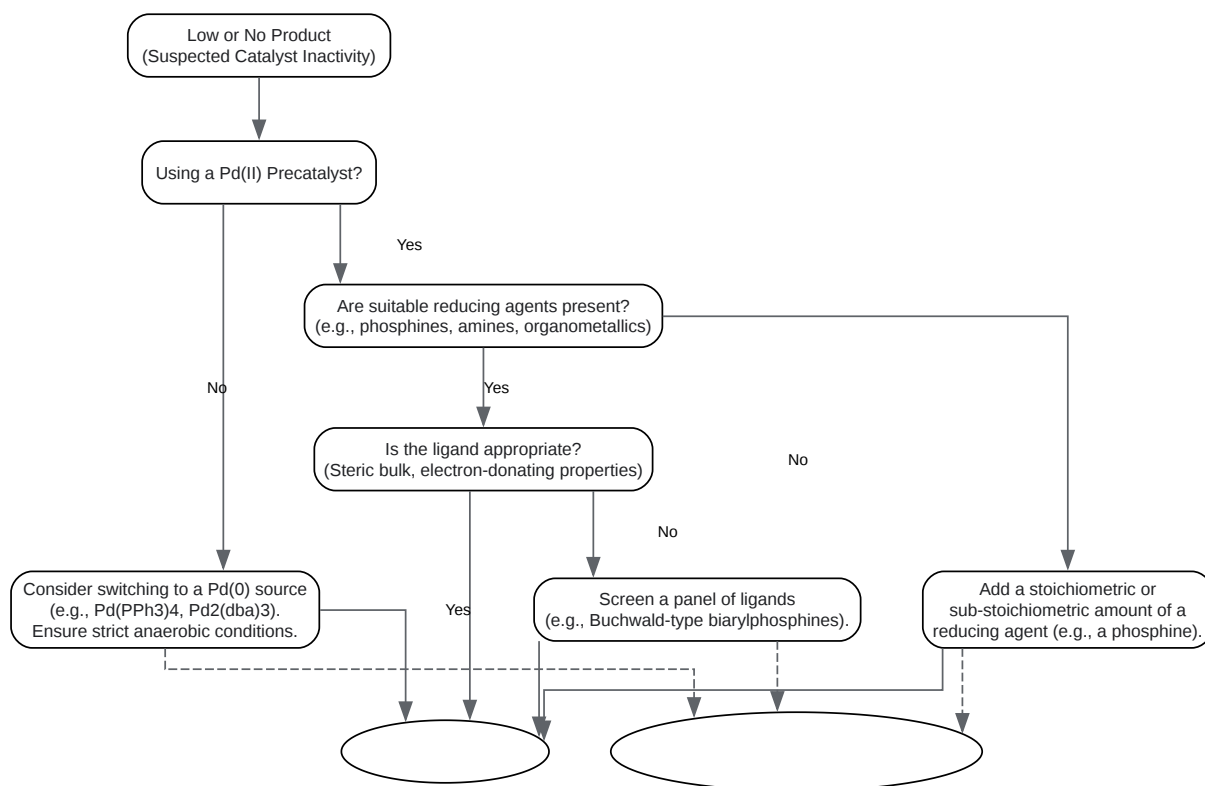 Low or No Product
(Suspected Catalyst Inactivity)
Using a Pd(II) Precatalyst?
Yes
Are suitable reducing agents present?
(e.g., phosphines, amines, organometallics)
No
Yes
Is the ligand appropriate?
(Steric bulk, electron-donating properties)
No
No
Consider switching to a Pd(0) source
(e.g., Pd(PPh3)4, Pd2(dba)3).
Ensure strict anaerobic conditions.
Yes
Screen a panel of ligands
(e.g., Buchwald-type biarylphosphines).
Add a stoichiometric or
sub-stoichiometric amount of a
reducing agent (e.g., a phosphine).